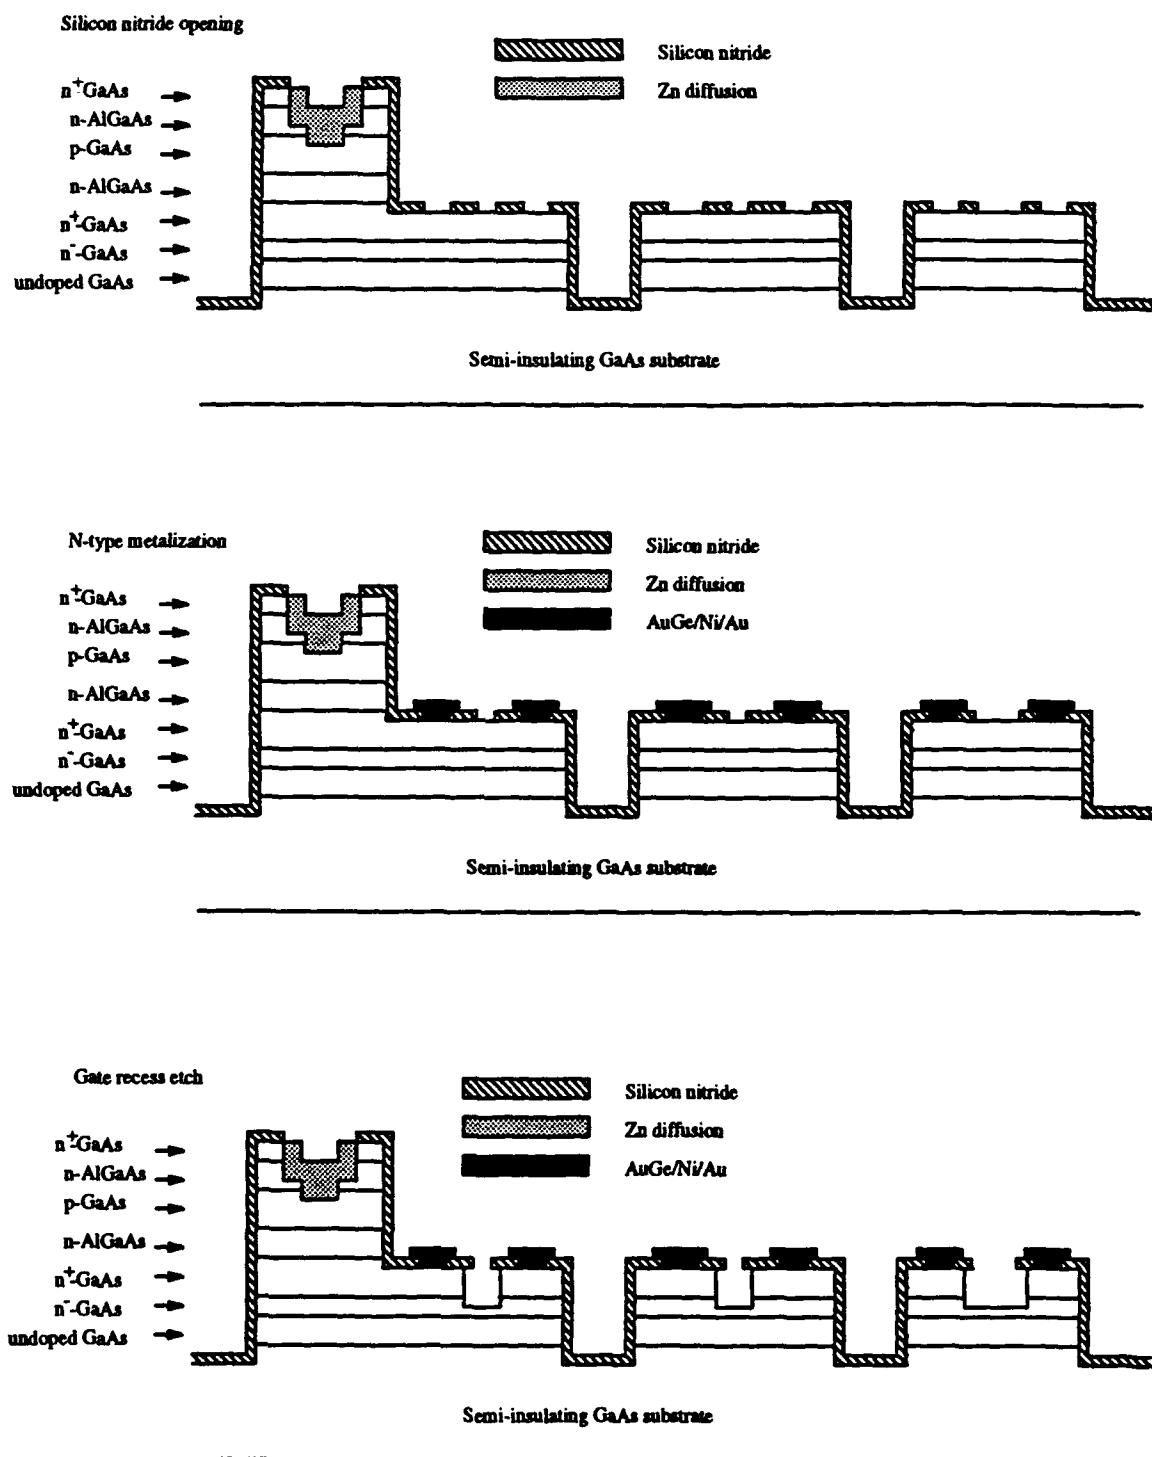 Silicon nitride opening
Silicon nitride
Zn diffusion
n⁺GaAs
n-AlGaAs
p-GaAs
n-AlGaAs
n⁺-GaAs
n⁻-GaAs
undoped GaAs
Semi-insulating GaAs substrate
N-type metalization
Silicon nitride
Zn diffusion
AuGe/Ni/Au
n⁺-GaAs
n-AlGaAs
p-GaAs
n-AlGaAs
n⁺-GaAs
n⁻-GaAs
undoped GaAs
Semi-insulating GaAs substrate
Gate recess etch
Silicon nitride
Zn diffusion
AuGe/Ni/Au
n⁺-GaAs
n-AlGaAs
p-GaAs
n-AlGaAs
n⁺-GaAs
n⁻-GaAs
undoped GaAs
Semi-insulating GaAs substrate